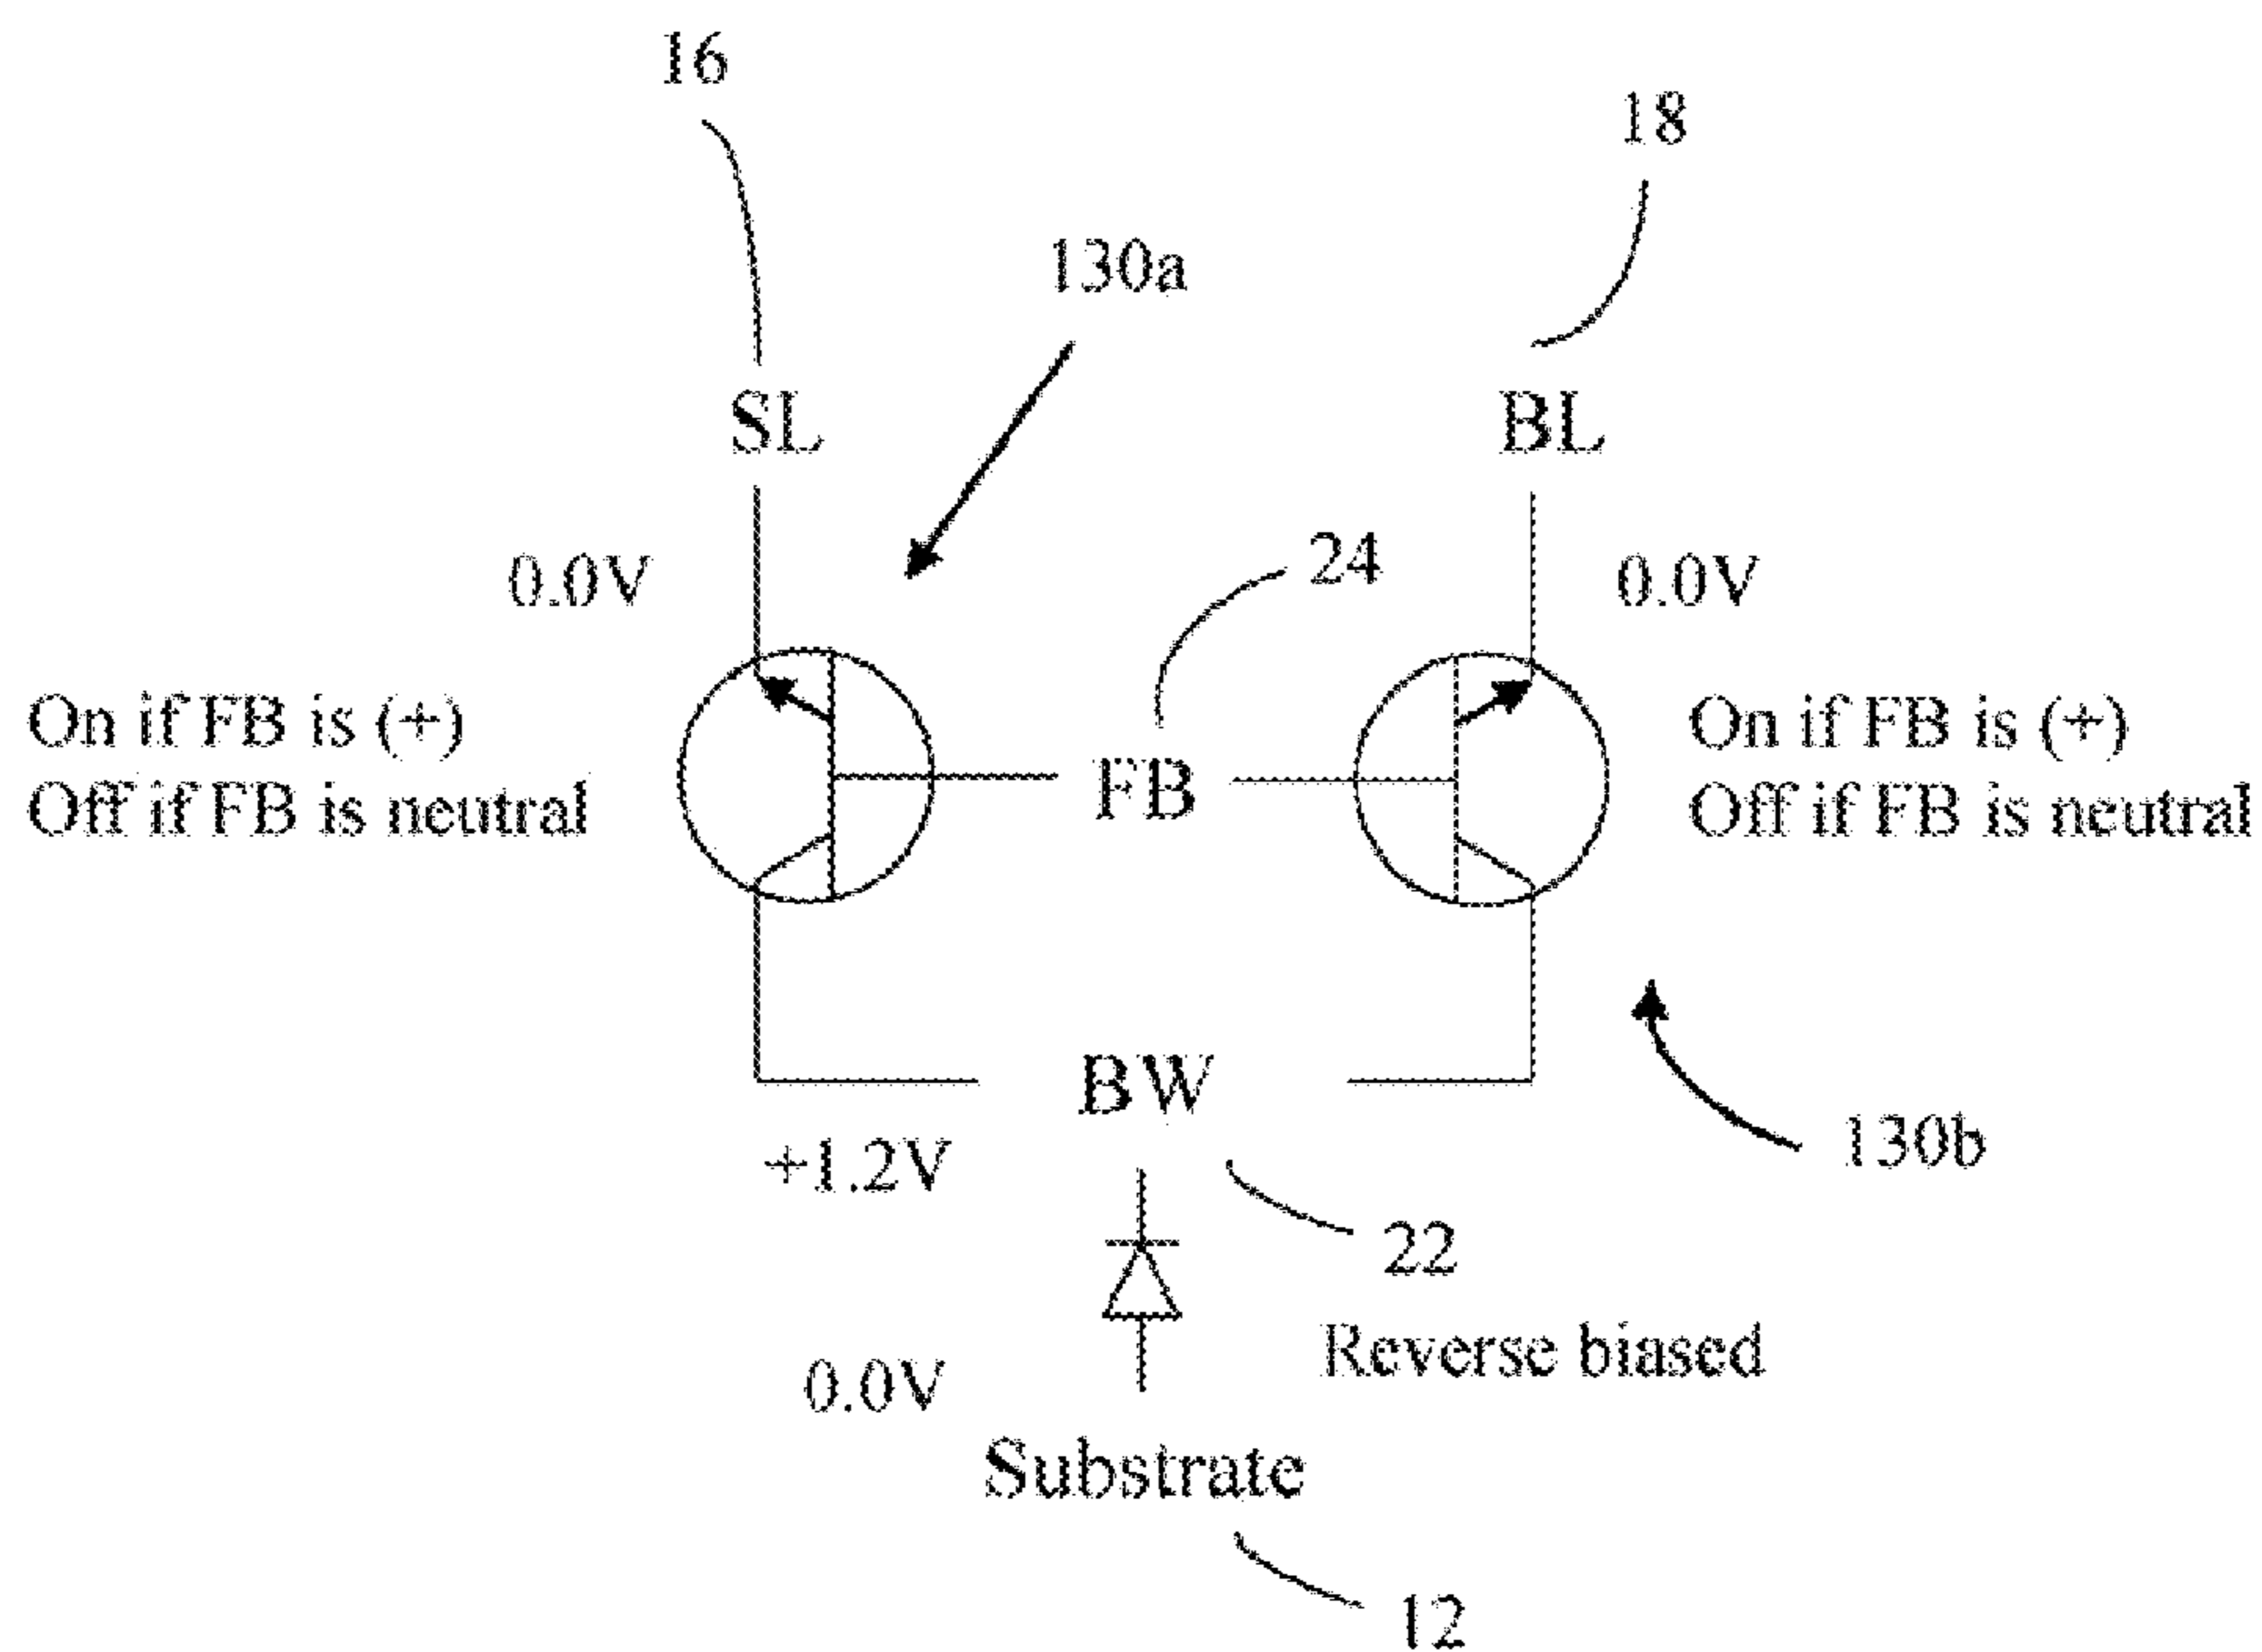 16
18
130a
SL
BL
24
0.0V
0.0V
On if FB is (+)
Off if FB is neutral
FB
On if FB is (+)
Off if FB is neutral
BW
+1.2V
130b
22
Reverse biased
0.0V
Substrate
12